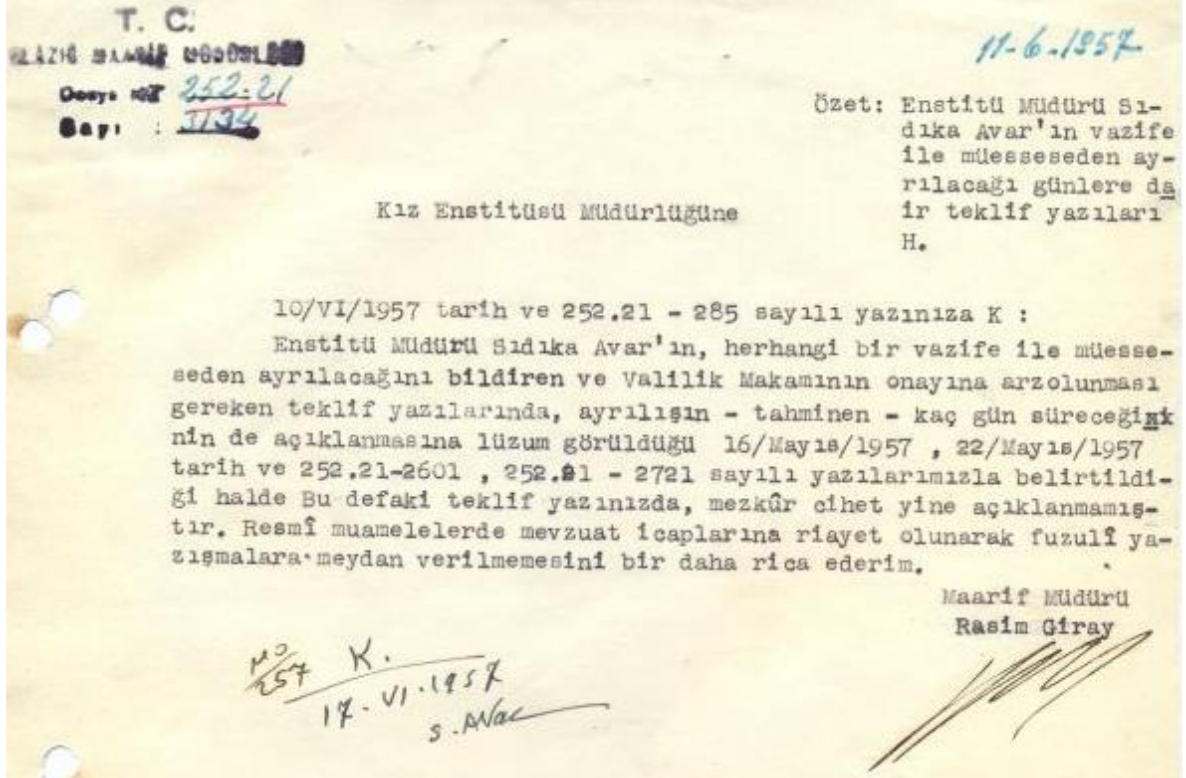 T. C.
ELÂZIĞ MAARİF MÜDÜRLÜĞÜ
Dosya No 252.21
Sayı : 3134
11-6-1957
Özet: Enstitü Müdürü Sı-
dıka Avar'ın vazife
ile müesseseden ay-
rılacağı günlere da
ir teklif yazıları
H.
Kız Enstitüsü Müdürlüğüne
10/VI/1957 tarih ve 252.21 - 285 sayılı yazınıza K :
Enstitü Müdürü Sıdıka Avar'ın, herhangi bir vazife ile müesse-
seden ayrılacağını bildiren ve Valilik Makamının onayına arzolunması
gereken teklif yazılarında, ayrılışın - tahminen - kaç gün süreceği
nin de açıklanmasına lüzum görüldüğü 16/Mayıs/1957 , 22/Mayıs/1957
tarih ve 252.21-2601 , 252.21 - 2721 sayılı yazılarımızla belirtildi-
ği halde Bu defaki teklif yazınızda, mezkûr cihet yine açıklanmamış-
tır. Resmî muamelelerde mevzuat icaplarına riayet olunarak fuzulî ya-
zışmalara meydan verilmemesini bir daha rica ederim.
Maarif Müdürü
Rasim Giray
257 K.
17.VI.1957
S. Avar